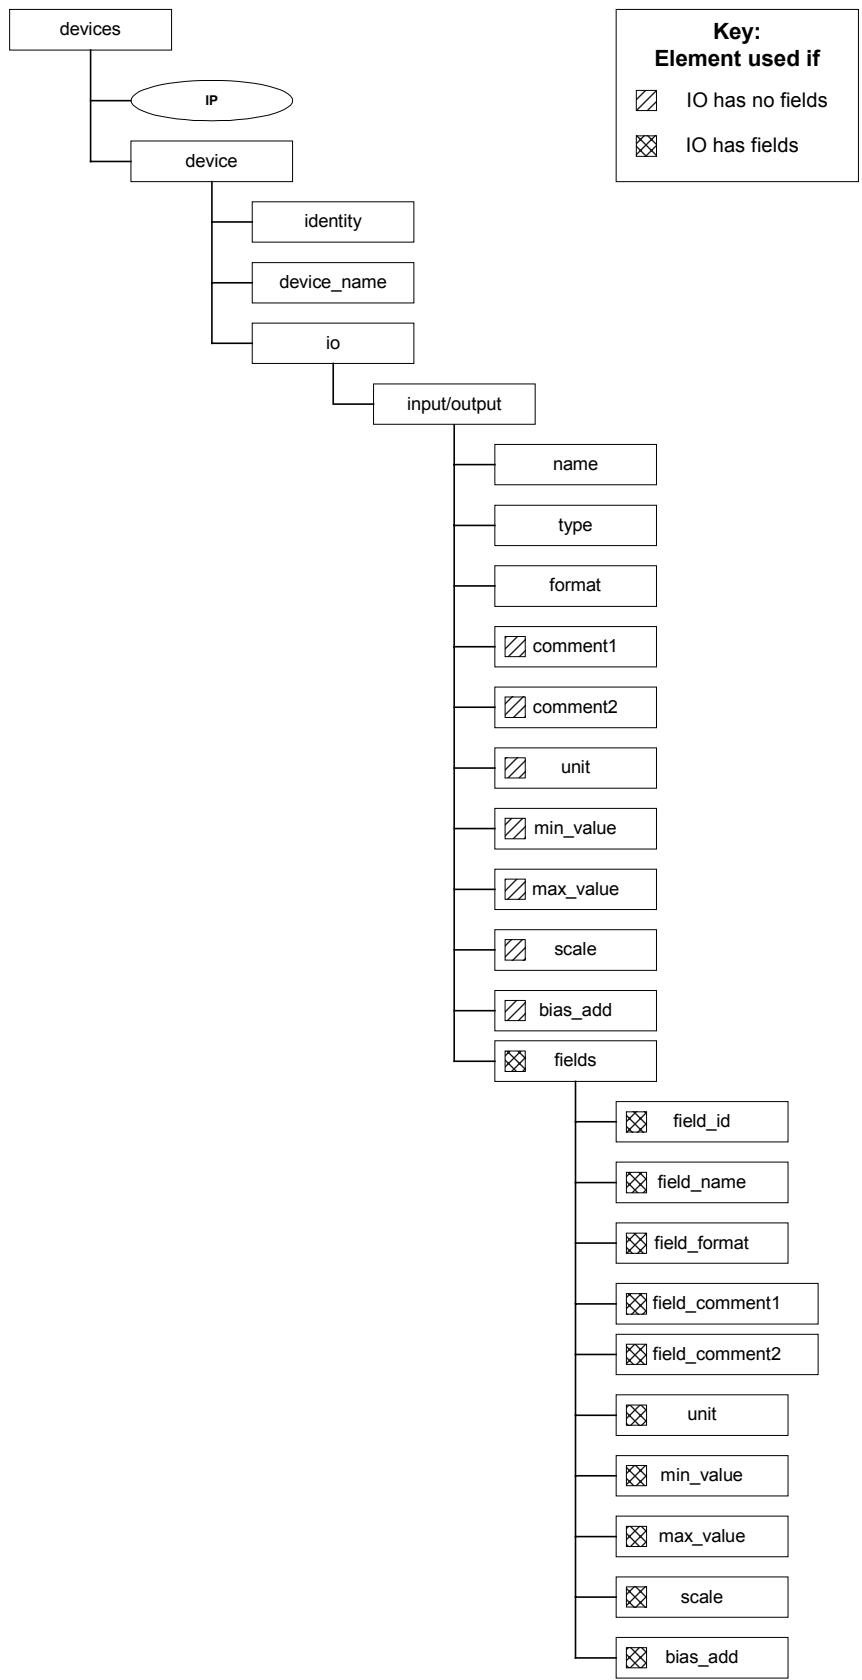 devices
Key:
Element used if
IO has no fields
IO has fields
IP
device
identity
device_name
io
input/output
name
type
format
comment1
comment2
unit
min_value
max_value
scale
bias_add
fields
field_id
field_name
field_format
field_comment1
field_comment2
unit
min_value
max_value
scale
bias_add